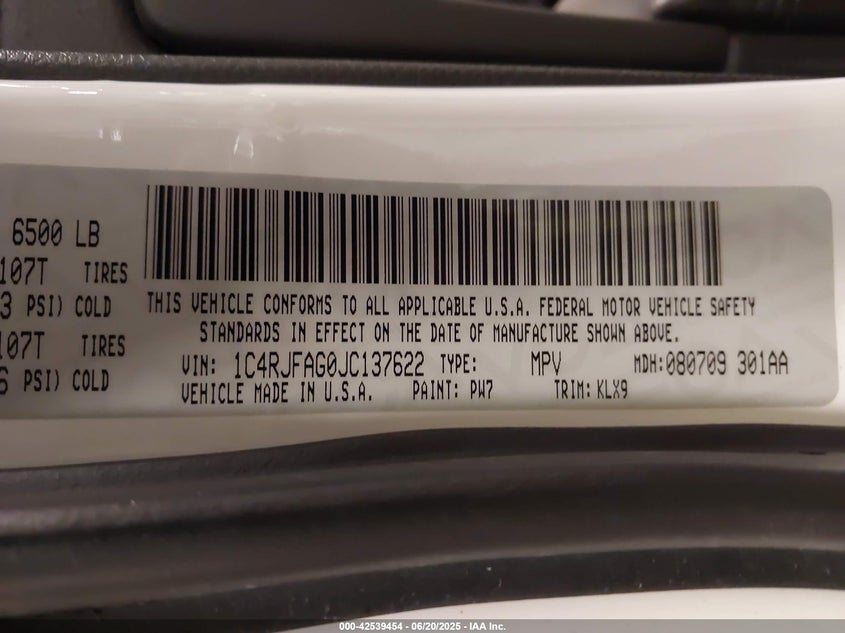 6500 LB
107T TIRES
3 PSI) COLD
107T TIRES
6 PSI) COLD
THIS VEHICLE CONFORMS TO ALL APPLICABLE U.S.A. FEDERAL MOTOR VEHICLE SAFETY
STANDARDS IN EFFECT ON THE DATE OF MANUFACTURE SHOWN ABOVE.
VIN: 1C4RJFAG0JC137622 TYPE: MPV MDH:080709 301AA
VEHICLE MADE IN U.S.A. PAINT: PW7 TRIM: KLX9
000-42539454 - 06/20/2025 - IAA Inc.